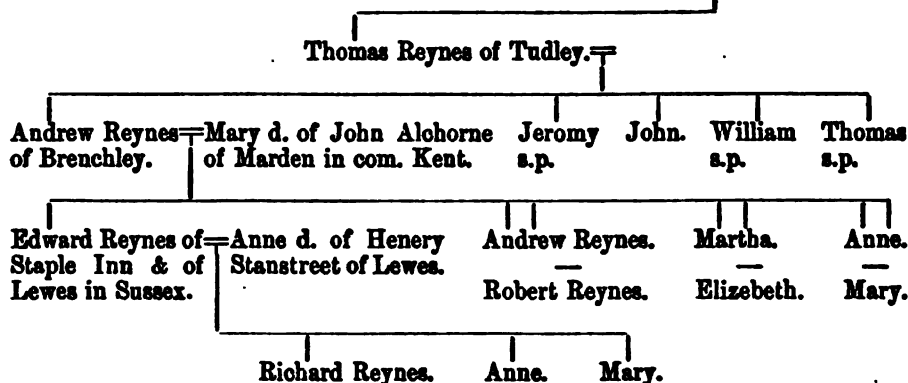 Thomas Reynes of Tudley.
Andrew Reynes Mary d. of John Alchorne Jeromy John. William Thomas
of Brenchley. of Marden in com. Kent. s.p. s.p. s.p.
Edward Reynes of Anne d. of Henery Andrew Reynes. Martha. Anne.
Staple Inn & of Stanstreet of Lewes.
Lewes in Sussex. Robert Reynes. Elizebeth. Mary.
Richard Reynes. Anne. Mary.